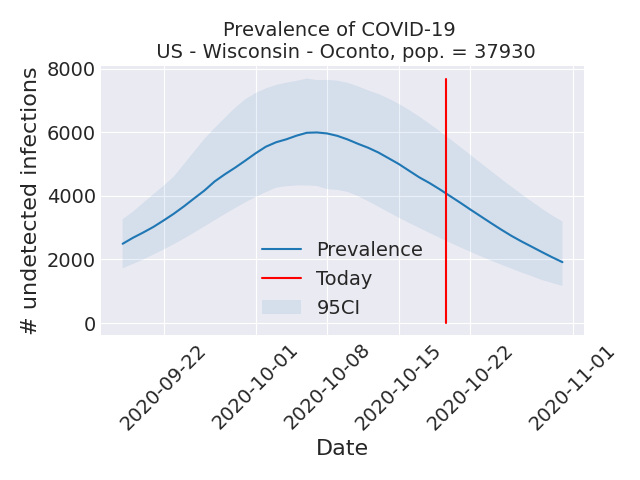 Prevalence of COVID-19
US - Wisconsin - Oconto, pop. = 37930
# undetected infections
8000
6000
4000
2000
0
Prevalence
Today
95CI
2020-09-22
2020-10-01
2020-10-08
2020-10-15
2020-10-22
2020-11-01
Date